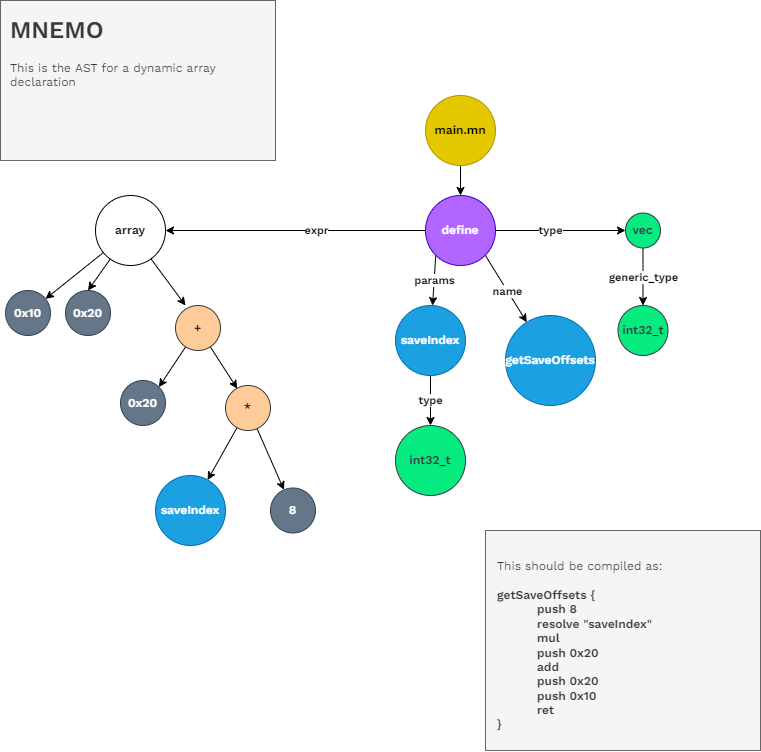 MNEMO
This is the AST for a dynamic array
declaration
main.mn
array
expr
define
type
vec
params
name
generic_type
0x10
0x20
+
saveIndex
getSaveOffsets
int32_t
0x20
*
type
int32_t
saveIndex
8
This should be compiled as:
getSaveOffsets {
push 8
resolve "saveIndex"
mul
push 0x20
add
push 0x20
push 0x10
ret
}